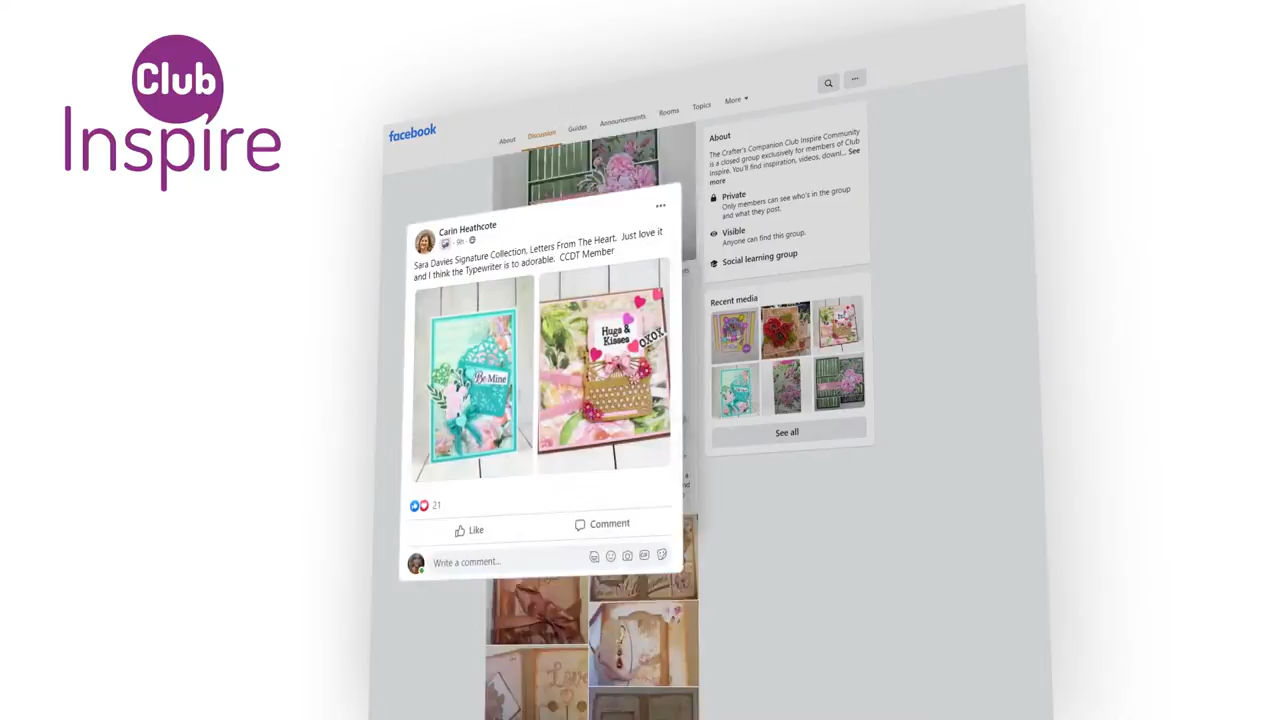 Club
Inspire
facebook
About
Discussion
Guides
Announcements
Rooms
Topics
More
About
The Crafter's Companion Club Inspire Community
is a closed group exclusively for members of Club
Inspire. You'll find inspiration, videos, downl... See
more
Private
Only members can see who's in the group
and what they post.
Visible
Anyone can find this group.
Social learning group
Recent media
See all
Carin Heathcote
9h
Sara Davies Signature Collection, Letters From The Heart. Just love it
and I think the Typewriter is to adorable. CCDT Member
Be Mine
Hugs &
Kisses
XOXO
21
Like
Comment
Write a comment...
GIF
Love